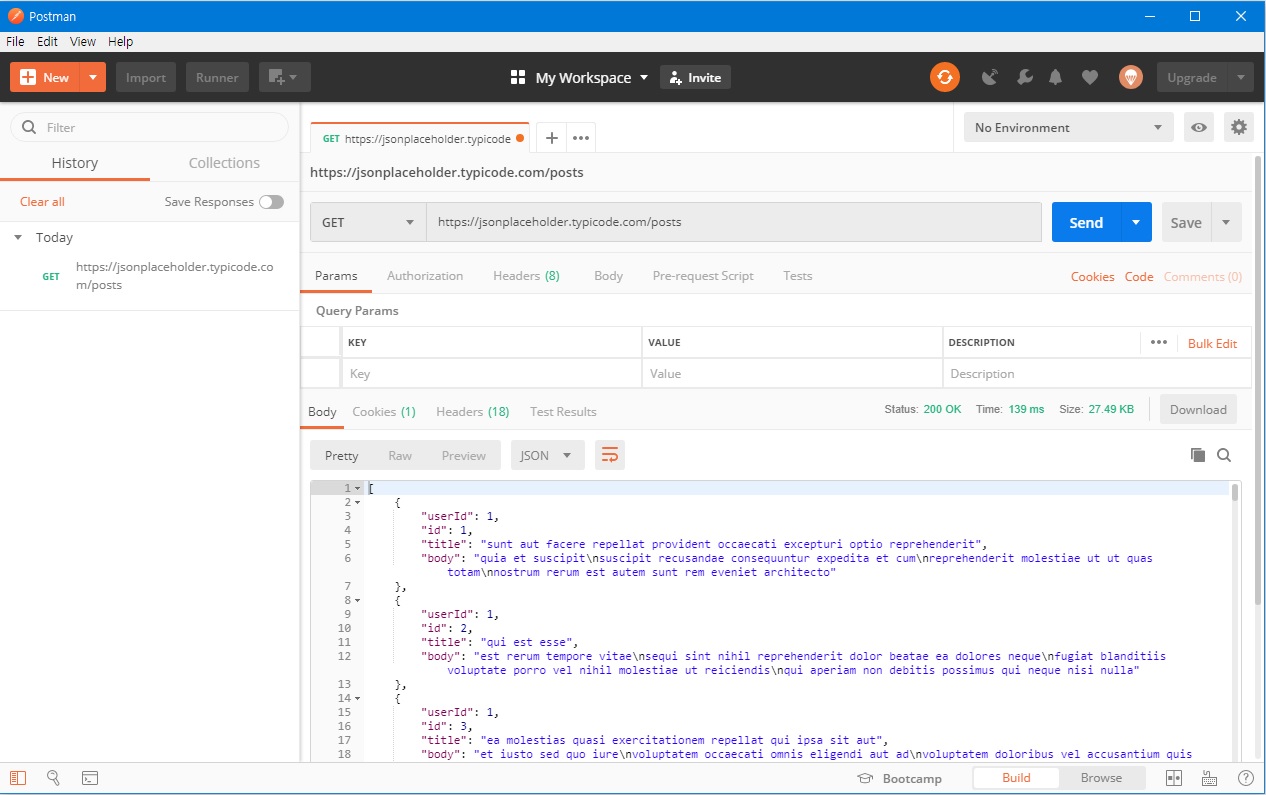 Postman
File Edit View Help
New Import Runner My Workspace Invite Upgrade
Filter
History Collections
Clear all Save Responses
Today
GET https://jsonplaceholder.typicode.co
m/posts
GET https://jsonplaceholder.typicode
No Environment
https://jsonplaceholder.typicode.com/posts
GET https://jsonplaceholder.typicode.com/posts Send Save
Params Authorization Headers (8) Body Pre-request Script Tests Cookies Code Comments (0)
Query Params
KEY VALUE DESCRIPTION Bulk Edit
Key Value Description
Body Cookies (1) Headers (18) Test Results Status: 200 OK Time: 139 ms Size: 27.49 KB Download
Pretty Raw Preview JSON
1 [
2 {
3 "userId": 1,
4 "id": 1,
5 "title": "sunt aut facere repellat provident occaecati excepturi optio reprehenderit",
6 "body": "quia et suscipit\nsuscipit recusandae consequuntur expedita et cum\nreprehenderit molestiae ut ut quas
totam\nnostrum rerum est autem sunt rem eveniet architecto"
7 },
8 {
9 "userId": 1,
10 "id": 2,
11 "title": "qui est esse",
12 "body": "est rerum tempore vitae\nsequi sint nihil reprehenderit dolor beatae ea dolores neque\nfugiat blanditiis
voluptate porro vel nihil molestiae ut reiciendis\nqui aperiam non debitis possimus qui neque nisi nulla"
13 },
14 {
15 "userId": 1,
16 "id": 3,
17 "title": "ea molestias quasi exercitationem repellat qui ipsa sit aut",
18 "body": "et iusto sed quo iure\nvoluptatem occaecati omnis eligendi aut ad\nvoluptatem doloribus vel accusantium quis
Bootcamp Build Browse